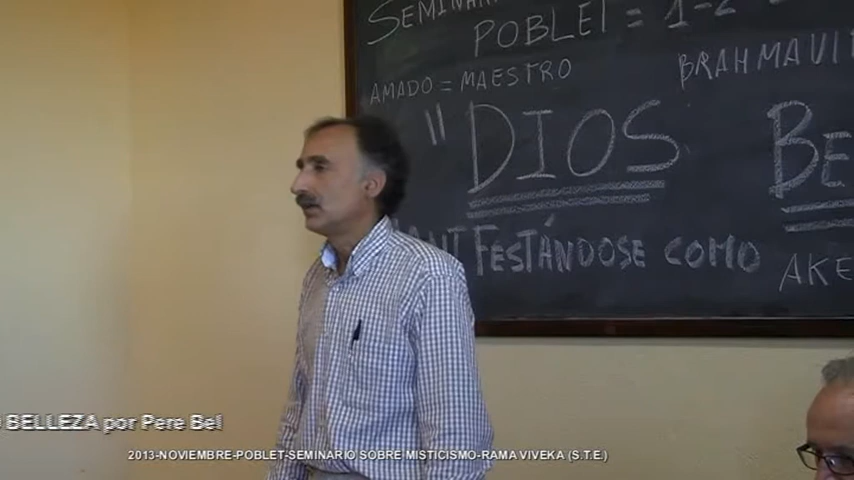 SEMINAR
POBLET = 1-2-
AMADO = MAESTRO BRAHMAVI
"DIOS BE
FESTÁNDOSE COMO AKE
BELLEZA por Pere Bel
2013-NOVIEMBRE-POBLET-SEMINARIO SOBRE MISTICISMO-RAMA VIVEKA (S.T.E.)